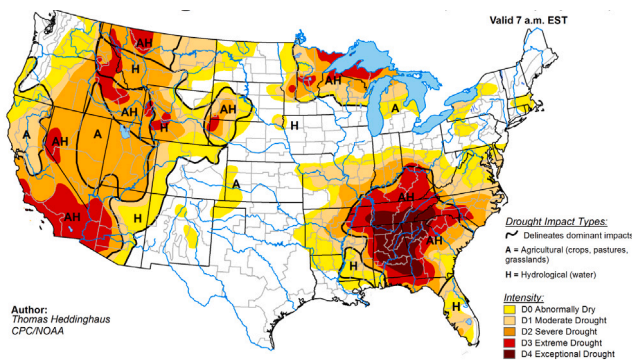 Valid 7 a.m. EST
AH
H
AH
AH
H
AH
A
A
AH
H
A
H
A
AH
H
AH
AH
H
H
Drought Impact Types:
Delineates dominant impacts
A = Agricultural (crops, pastures,
grasslands)
H = Hydrological (water)
Intensity:
D0 Abnormally Dry
D1 Moderate Drought
D2 Severe Drought
D3 Extreme Drought
D4 Exceptional Drought
Author:
Thomas Heddinghaus
CPC/NOAA